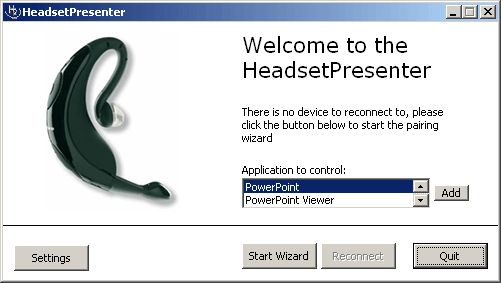 HeadsetPresenter
Welcome to the
HeadsetPresenter
There is no device to reconnect to, please
click the button below to start the pairing
wizard
Application to control:
PowerPoint
PowerPoint Viewer
Add
Settings
Start Wizard
Reconnect
Quit